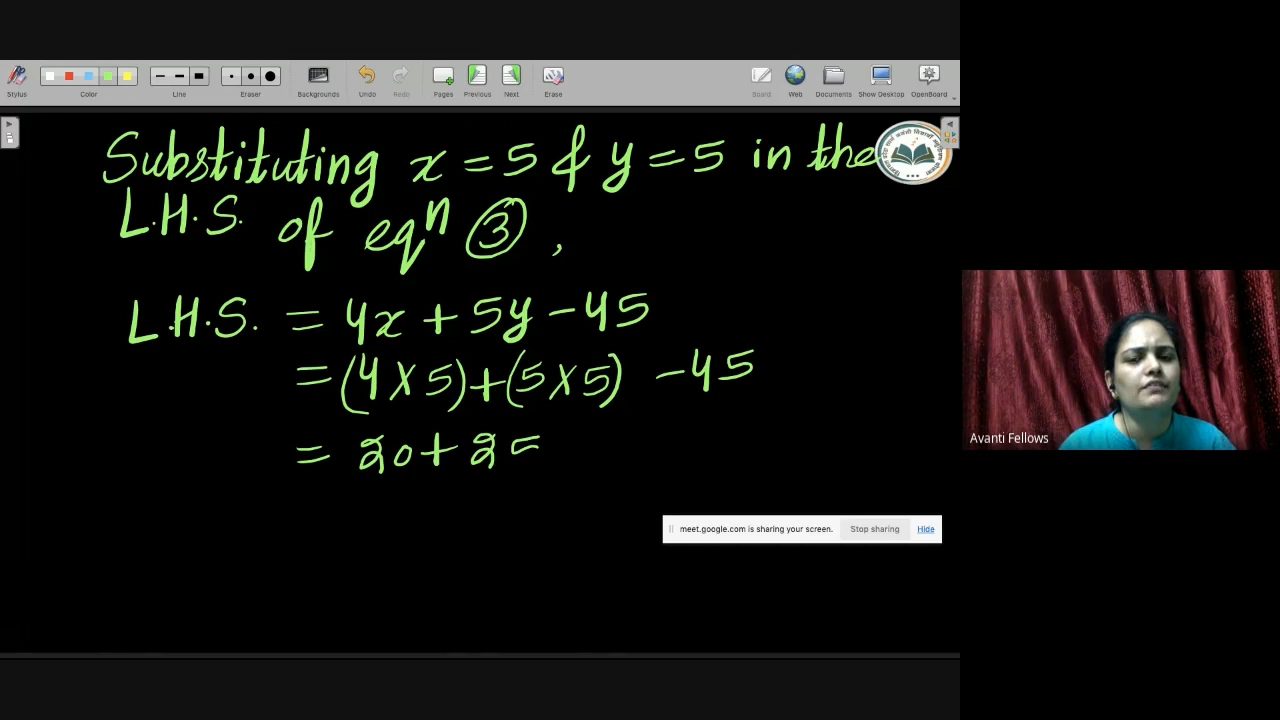 Stylus Color Line Eraser Backgrounds Undo Redo Pages Previous Next Erase Board Web Documents Show Desktop OpenBoard
Substituting x = 5 & y = 5 in the
L.H.S. of eqⁿ ③ ,
L.H.S. = 4x + 5y - 45
= (4 × 5) + (5 × 5) - 45
= 20 + 2
meet.google.com is sharing your screen. Stop sharing Hide
Avanti Fellows